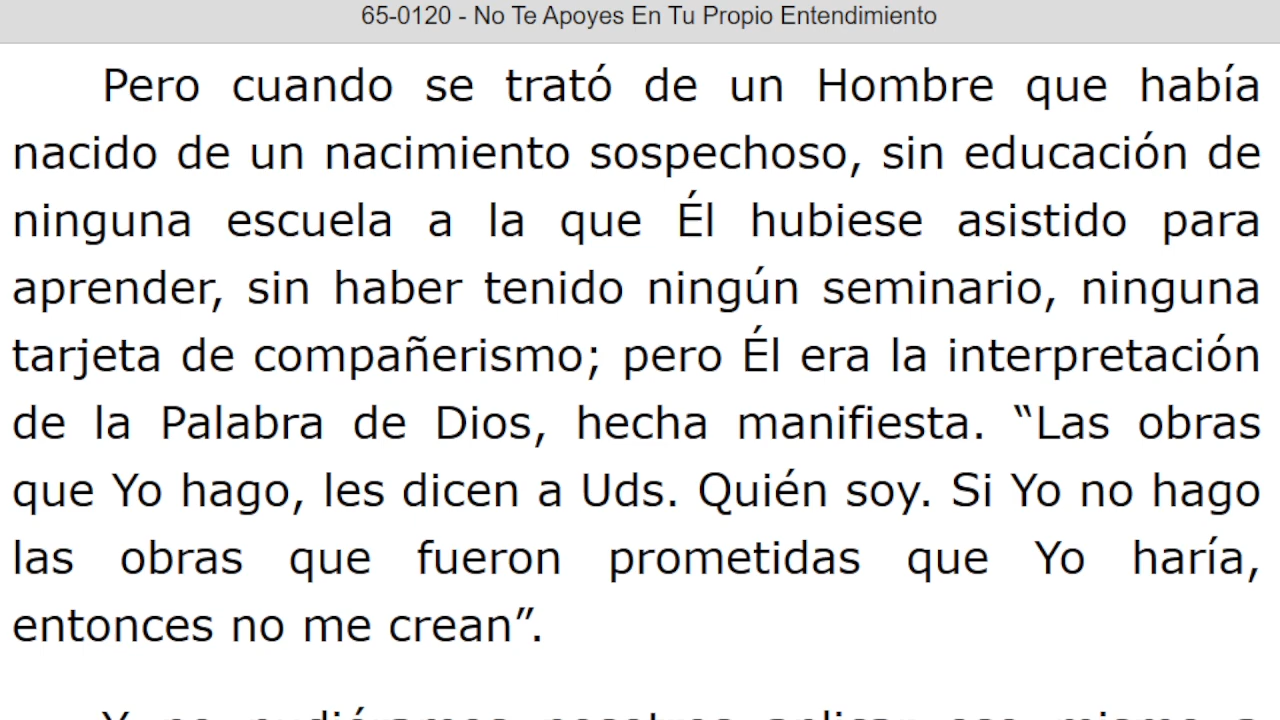 65-0120 - No Te Apoyes En Tu Propio Entendimiento
Pero cuando se trató de un Hombre que había
nacido de un nacimiento sospechoso, sin educación de
ninguna escuela a la que Él hubiese asistido para
aprender, sin haber tenido ningún seminario, ninguna
tarjeta de compañerismo; pero Él era la interpretación
de la Palabra de Dios, hecha manifiesta. “Las obras
que Yo hago, les dicen a Uds. Quién soy. Si Yo no hago
las obras que fueron prometidas que Yo haría,
entonces no me crean”.